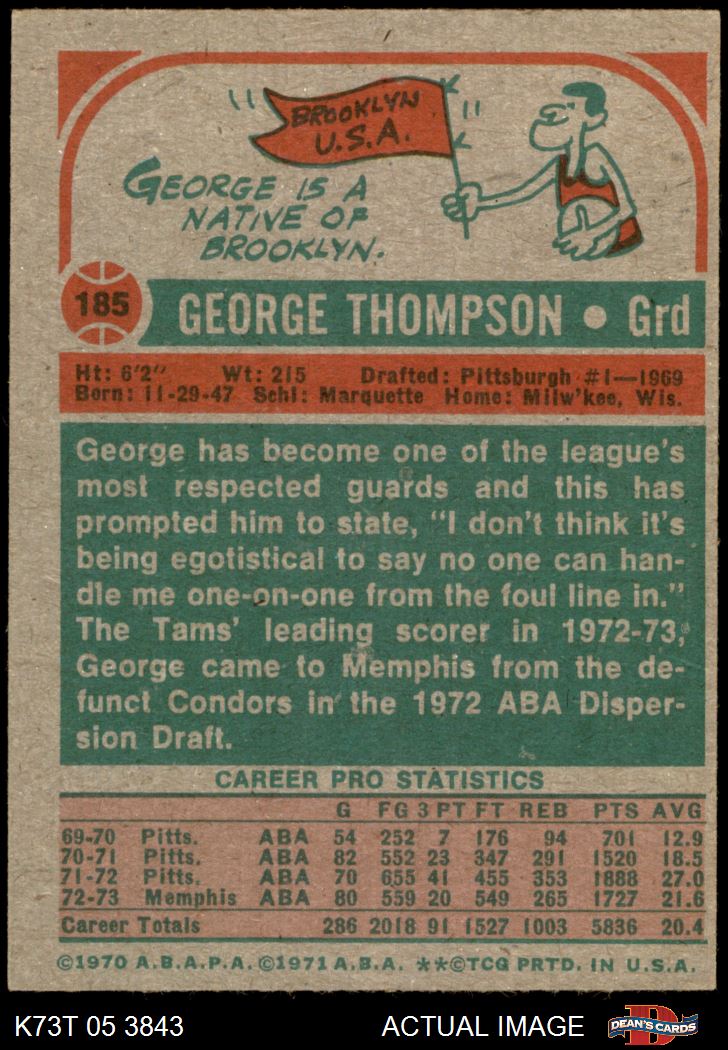 BROOKLYN
U.S.A.
GEORGE IS A
NATIVE OF
BROOKLYN.
185 GEORGE THOMPSON • Grd
Ht: 6'2" Wt: 215 Drafted: Pittsburgh #1—1969
Born: 11-29-47 Schl: Marquette Home: Milw'kee, Wis.
George has become one of the league's
most respected guards and this has
prompted him to state, "I don't think it's
being egotistical to say no one can han-
dle me one-on-one from the foul line in."
The Tams' leading scorer in 1972-73,
George came to Memphis from the de-
funct Condors in the 1972 ABA Disper-
sion Draft.
CAREER PRO STATISTICS
G FG 3 PT FT REB PTS AVG
69-70 Pitts. ABA 54 252 7 176 94 701 12.9
70-71 Pitts. ABA 82 552 23 347 291 1520 18.5
71-72 Pitts. ABA 70 655 41 455 353 1888 27.0
72-73 Memphis ABA 80 559 20 549 265 1727 21.6
Career Totals 286 2018 91 1527 1003 5836 20.4
©1970 A.B.A.P.A. ©1971 A.B.A. **©TCG PRTD. IN U.S.A.
K73T 05 3843 ACTUAL IMAGE D DEAN'S CARDS